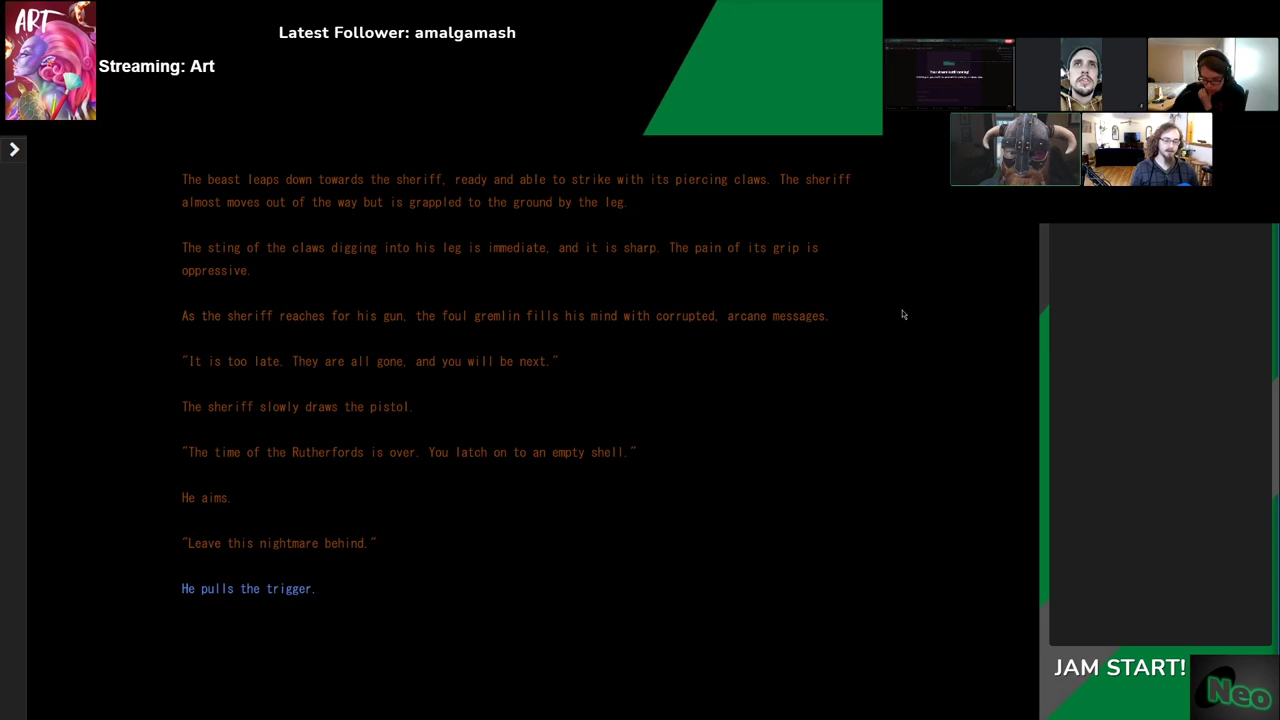 ART
Latest Follower: amalgamash
Streaming: Art
The beast leaps down towards the sheriff, ready and able to strike with its piercing claws. The sheriff
almost moves out of the way but is grappled to the ground by the leg.
The sting of the claws digging into his leg is immediate, and it is sharp. The pain of its grip is
oppressive.
As the sheriff reaches for his gun, the foul gremlin fills his mind with corrupted, arcane messages.
"It is too late. They are all gone, and you will be next."
The sheriff slowly draws the pistol.
"The time of the Rutherfords is over. You latch on to an empty shell."
He aims.
"Leave this nightmare behind."
He pulls the trigger.
JAM START!
Neo